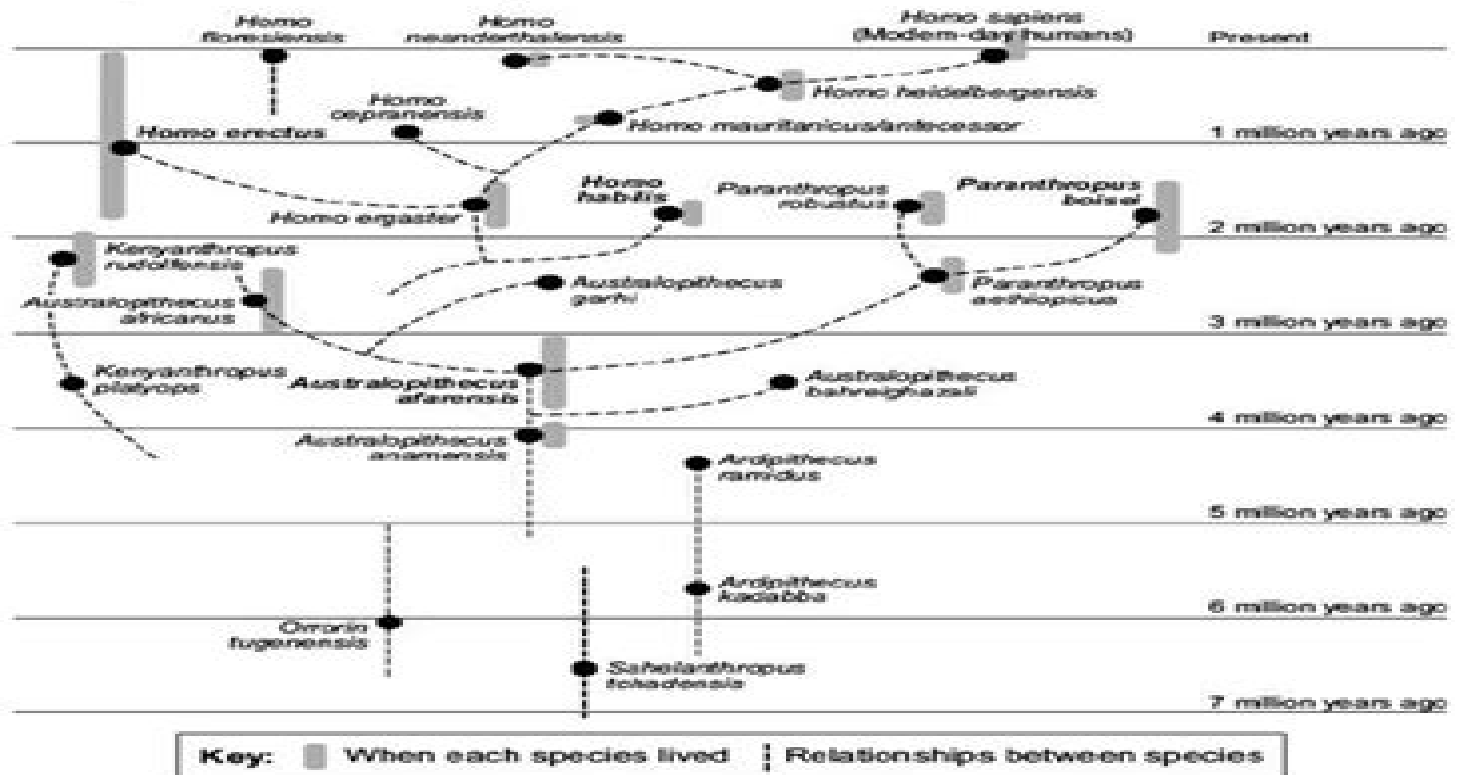 Homo
floresiensis
Homo
neanderthalensis
Homo sapiens
(Modern-day humans)
Present
Homo heidelbergensis
Homo
cepranensis
Homo mauritanicus/antecessor
Homo erectus
1 million years ago
Homo
habilis
Paranthropus
robustus
Paranthropus
boisei
Homo ergaster
2 million years ago
Kenyanthropus
rudolfensis
Australopithecus
garhi
Paranthropus
aethiopicus
Australopithecus
africanus
3 million years ago
Kenyanthropus
platyops
Australopithecus
afarensis
Australopithecus
bahrelghazali
4 million years ago
Australopithecus
anamensis
Ardipithecus
ramidus
5 million years ago
Ardipithecus
kadabba
6 million years ago
Orrorin
tugenensis
Sahelanthropus
tchadensis
7 million years ago
Key: When each species lived Relationships between species